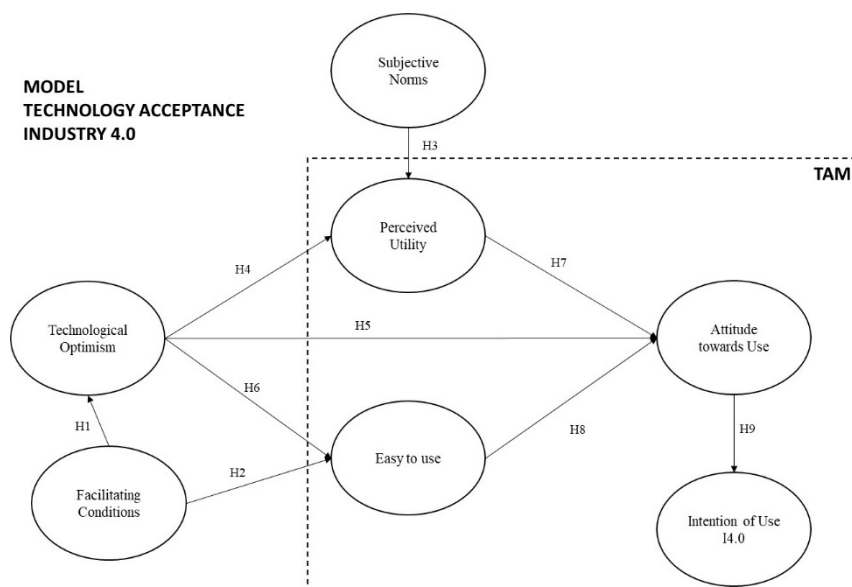 MODEL
TECHNOLOGY ACCEPTANCE
INDUSTRY 4.0
Subjective
Norms
H3
TAM
Perceived
Utility
H4
H7
Technological
Optimism
H5
Attitude
towards Use
H6
H1
H2
Easy to use
H8
H9
Facilitating
Conditions
Intention of Use
I4.0